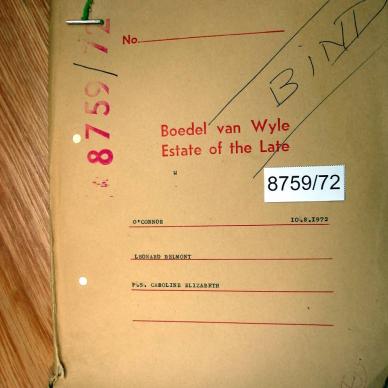 8759/72
No.
BIND
Boedel van Wyle
Estate of the Late
8759/72
O'CONNOR 10.8.1972
LEONARD BELMONT
P.S. CAROLINE ELIZABETH